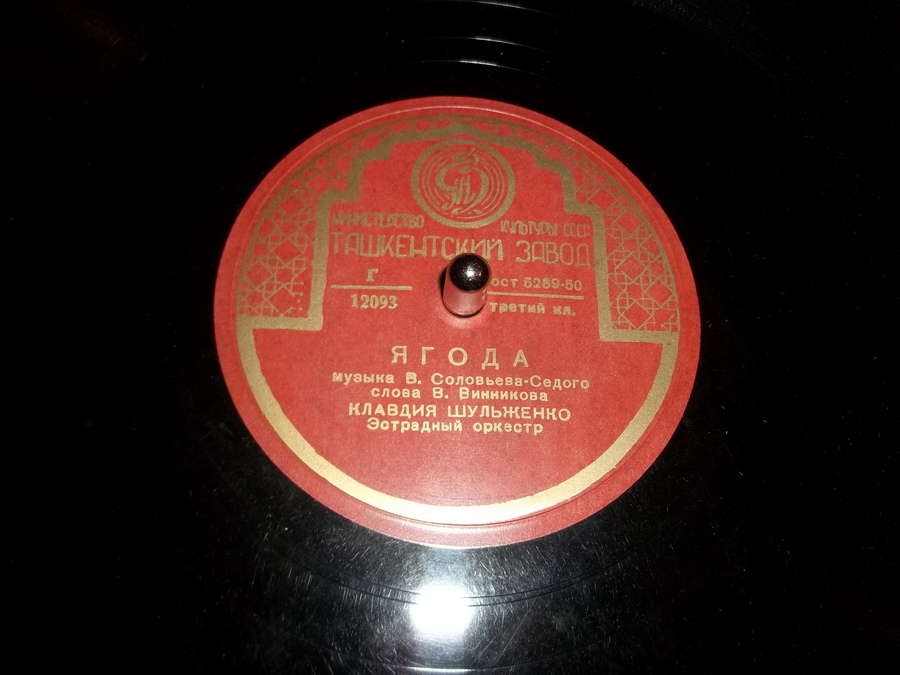 МИНИСТЕРСТВО КУЛЬТУРЫ СССР
ТАШКЕНТСКИЙ ЗАВОД
Г ОСТ 5289-50
12093 третий кл.
ЯГОДА
музыка В. Соловьева-Седого
слова В. Винникова
КЛАВДИЯ ШУЛЬЖЕНКО
Эстрадный оркестр